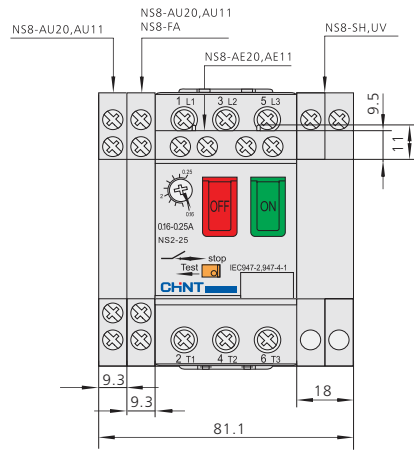 NS8-AU20,AU11
NS8-AU20,AU11
NS8-FA
NS8-SH,UV
NS8-AE20,AE11
1 L1
3 L2
5 L3
9.5
11
0.25
2
0.16
OFF
ON
0.16-0.25A
NS2-25
stop
Test
IEC947-2,947-4-1
CHNT
2 T1
4 T2
6 T3
9.3
9.3
18
81.1